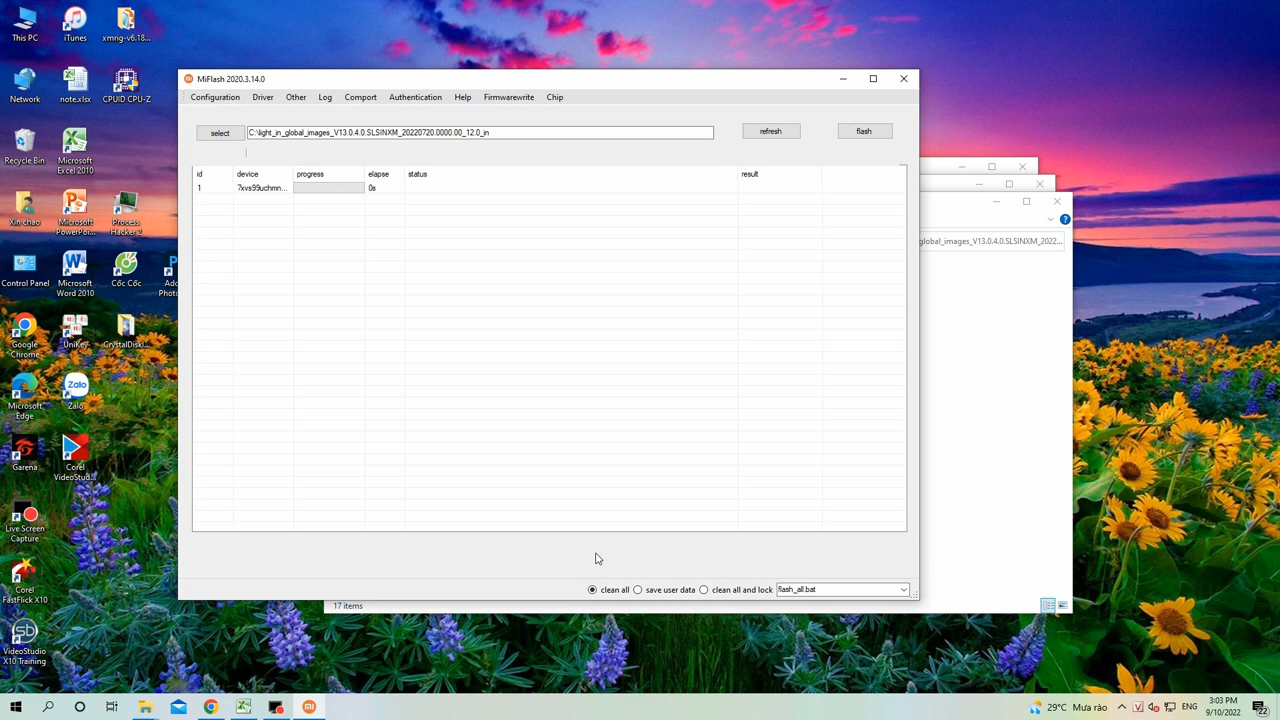 This PC
iTunes
xmrig-v6.18...
Network
note.xlsx
CPUID CPU-Z
Recycle Bin
Microsoft
Excel 2010
Xin chao
Microsoft
PowerPoi...
Process
Hacker 2
Control Panel
Microsoft
Word 2010
Cốc Cốc
Ado
Photo
Google
Chrome
UniKey
CrystalDiskI...
Microsoft
Edge
Zalo
Garena
Corel
VideoStud...
Live Screen
Capture
Corel
FastFlick X10
VideoStudio
X10 Training
MiFlash 2020.3.14.0
Configuration Driver Other Log Comport Authentication Help Firmwarewrite Chip
select C:\light_in_global_images_V13.0.4.0.SLSINXM_20220720.0000.00_12.0_in refresh flash
id device progress elapse status result
1 7xvs99uchmn... 0s
clean all save user data clean all and lock flash_all.bat
global_images_V13.0.4.0.SLSINXM_2022...
17 items
29°C Mưa rào ENG 3:03 PM
9/10/2022
22